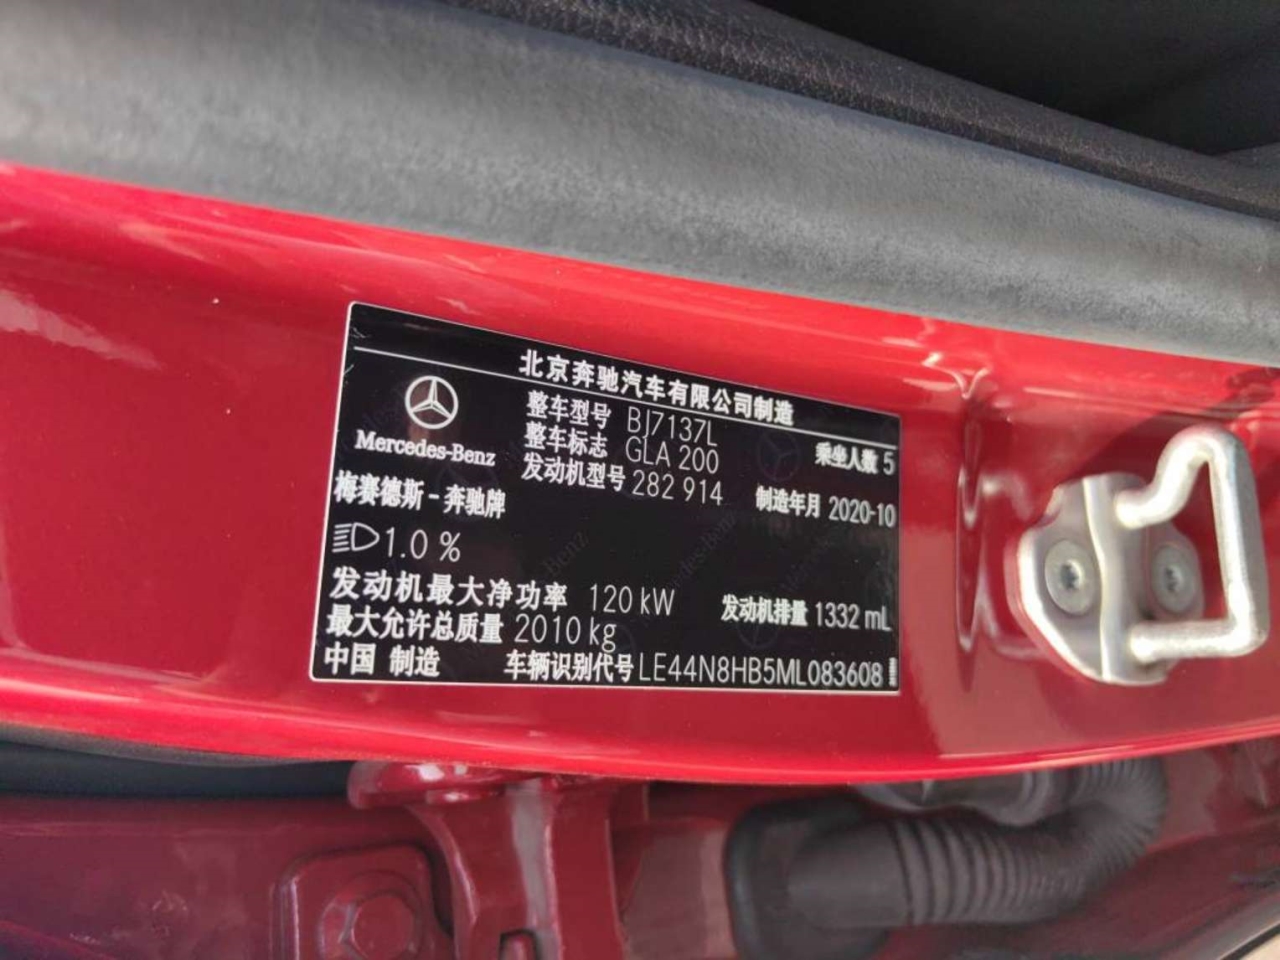 北京奔驰汽车有限公司制造
Mercedes-Benz
整车型号 BJ7137L
整车标志 GLA 200 乘坐人数 5
发动机型号 282 914 制造年月 2020-10
梅赛德斯-奔驰牌
1.0 %
发动机最大净功率 120 kW 发动机排量 1332 mL
最大允许总质量 2010 kg
中国 制造 车辆识别代号 LE44N8HB5ML083608